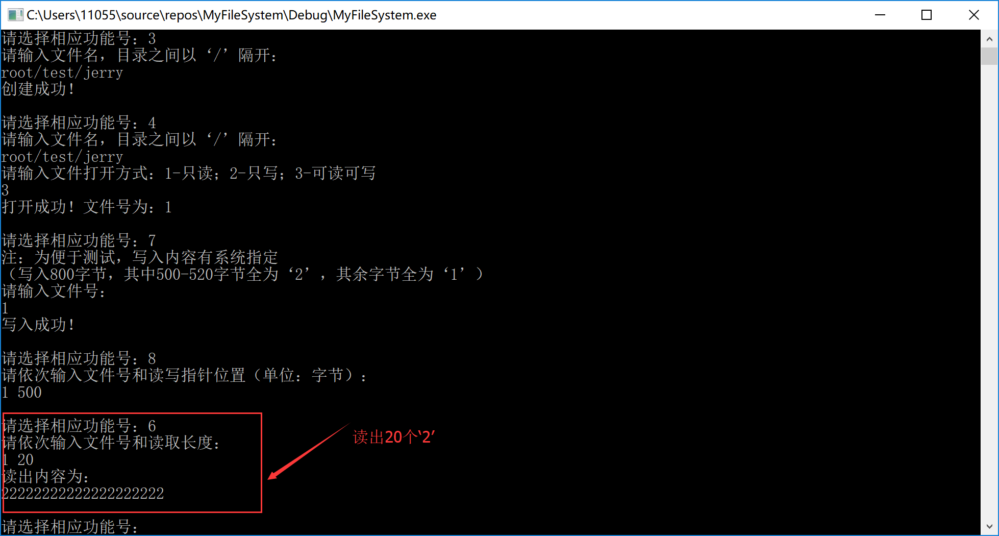 C:\Users\11055\source\repos\MyFileSystem\Debug\MyFileSystem.exe
请选择相应功能号：3
请输入文件名，目录之间以‘/’隔开：
root/test/jerry
创建成功！
请选择相应功能号：4
请输入文件名，目录之间以‘/’隔开：
root/test/jerry
请输入文件打开方式：1-只读；2-只写；3-可读可写
3
打开成功！文件号为：1
请选择相应功能号：7
注：为便于测试，写入内容有系统指定
（写入800字节，其中500-520字节全为‘2’，其余字节全为‘1’）
请输入文件号：
1
写入成功！
请选择相应功能号：8
请依次输入文件号和读写指针位置（单位：字节）：
1 500
请选择相应功能号：6
请依次输入文件号和读取长度：
1 20
读出内容为：
22222222222222222222
读出20个‘2’
请选择相应功能号：